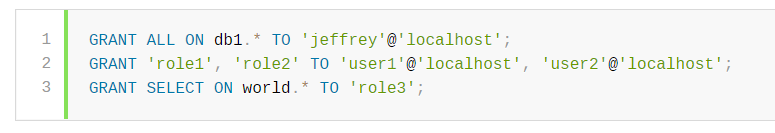 1 GRANT ALL ON db1.* TO 'jeffrey'@'localhost';
2 GRANT 'role1', 'role2' TO 'user1'@'localhost', 'user2'@'localhost';
3 GRANT SELECT ON world.* TO 'role3';